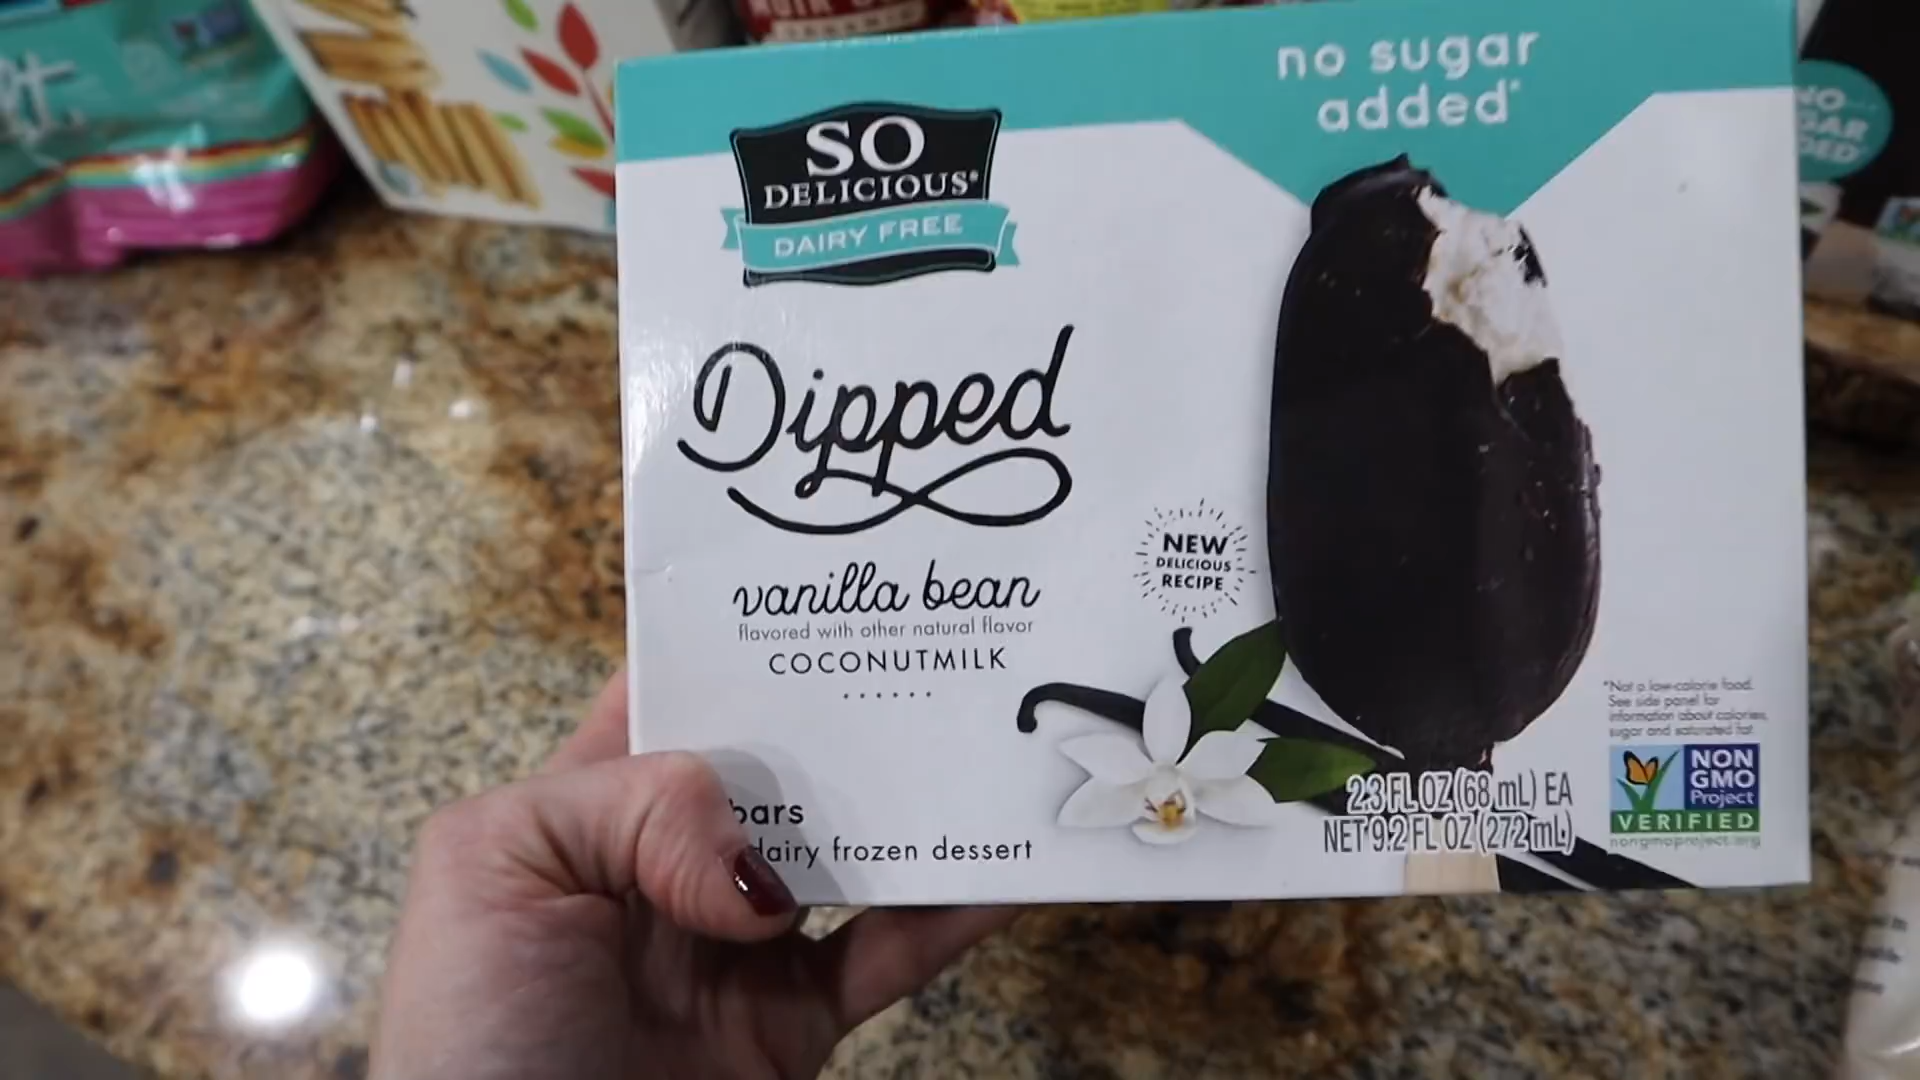 no sugar
added*
SO
DELICIOUS®
DAIRY FREE
Dipped
NEW
DELICIOUS
RECIPE
vanilla bean
flavored with other natural flavor
COCONUTMILK
*Not a low-calorie food.
See side panel for
information about calories,
sugar and saturated fat.
bars
dairy frozen dessert
2.3 FL OZ (68 mL) EA
NET 9.2 FL OZ (272 mL)
NON
GMO
Project
VERIFIED
nongmoproject.org